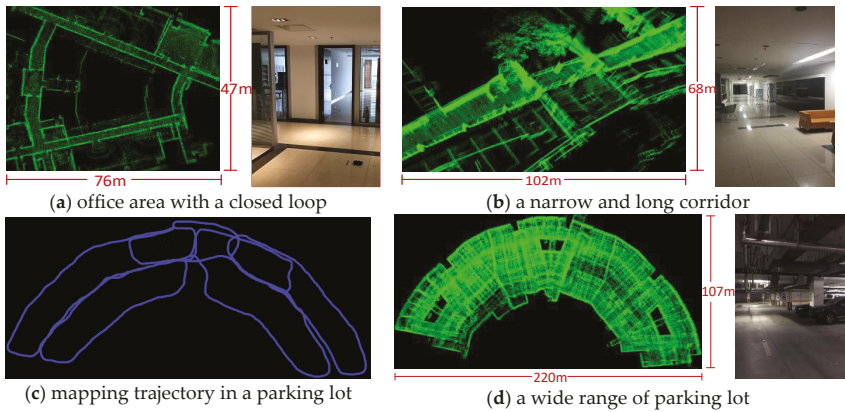 47m
76m
(a) office area with a closed loop
68m
102m
(b) a narrow and long corridor
(c) mapping trajectory in a parking lot
107m
220m
(d) a wide range of parking lot